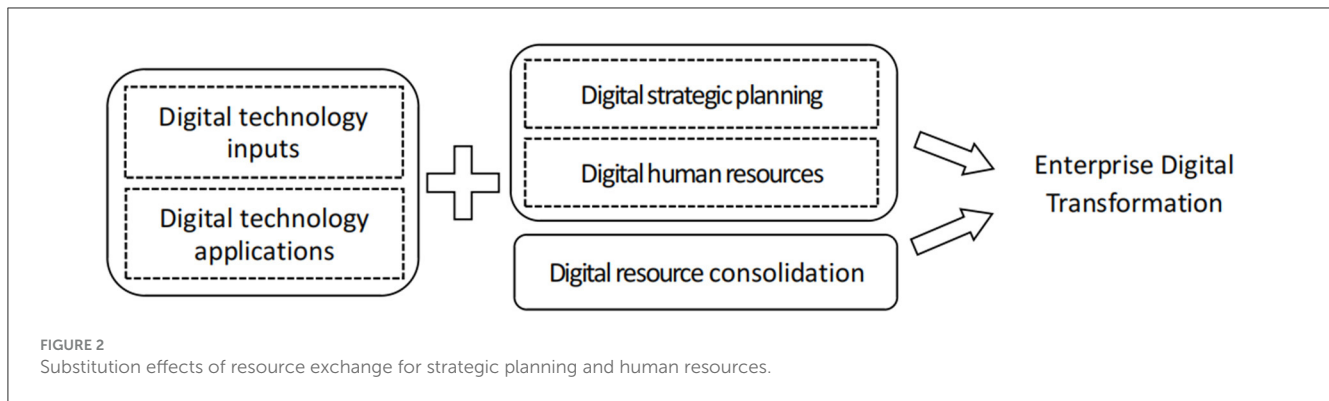 Digital technology
inputs
Digital technology
applications
Digital strategic planning
Digital human resources
Digital resource consolidation
Enterprise Digital
Transformation
FIGURE 2
Substitution effects of resource exchange for strategic planning and human resources.